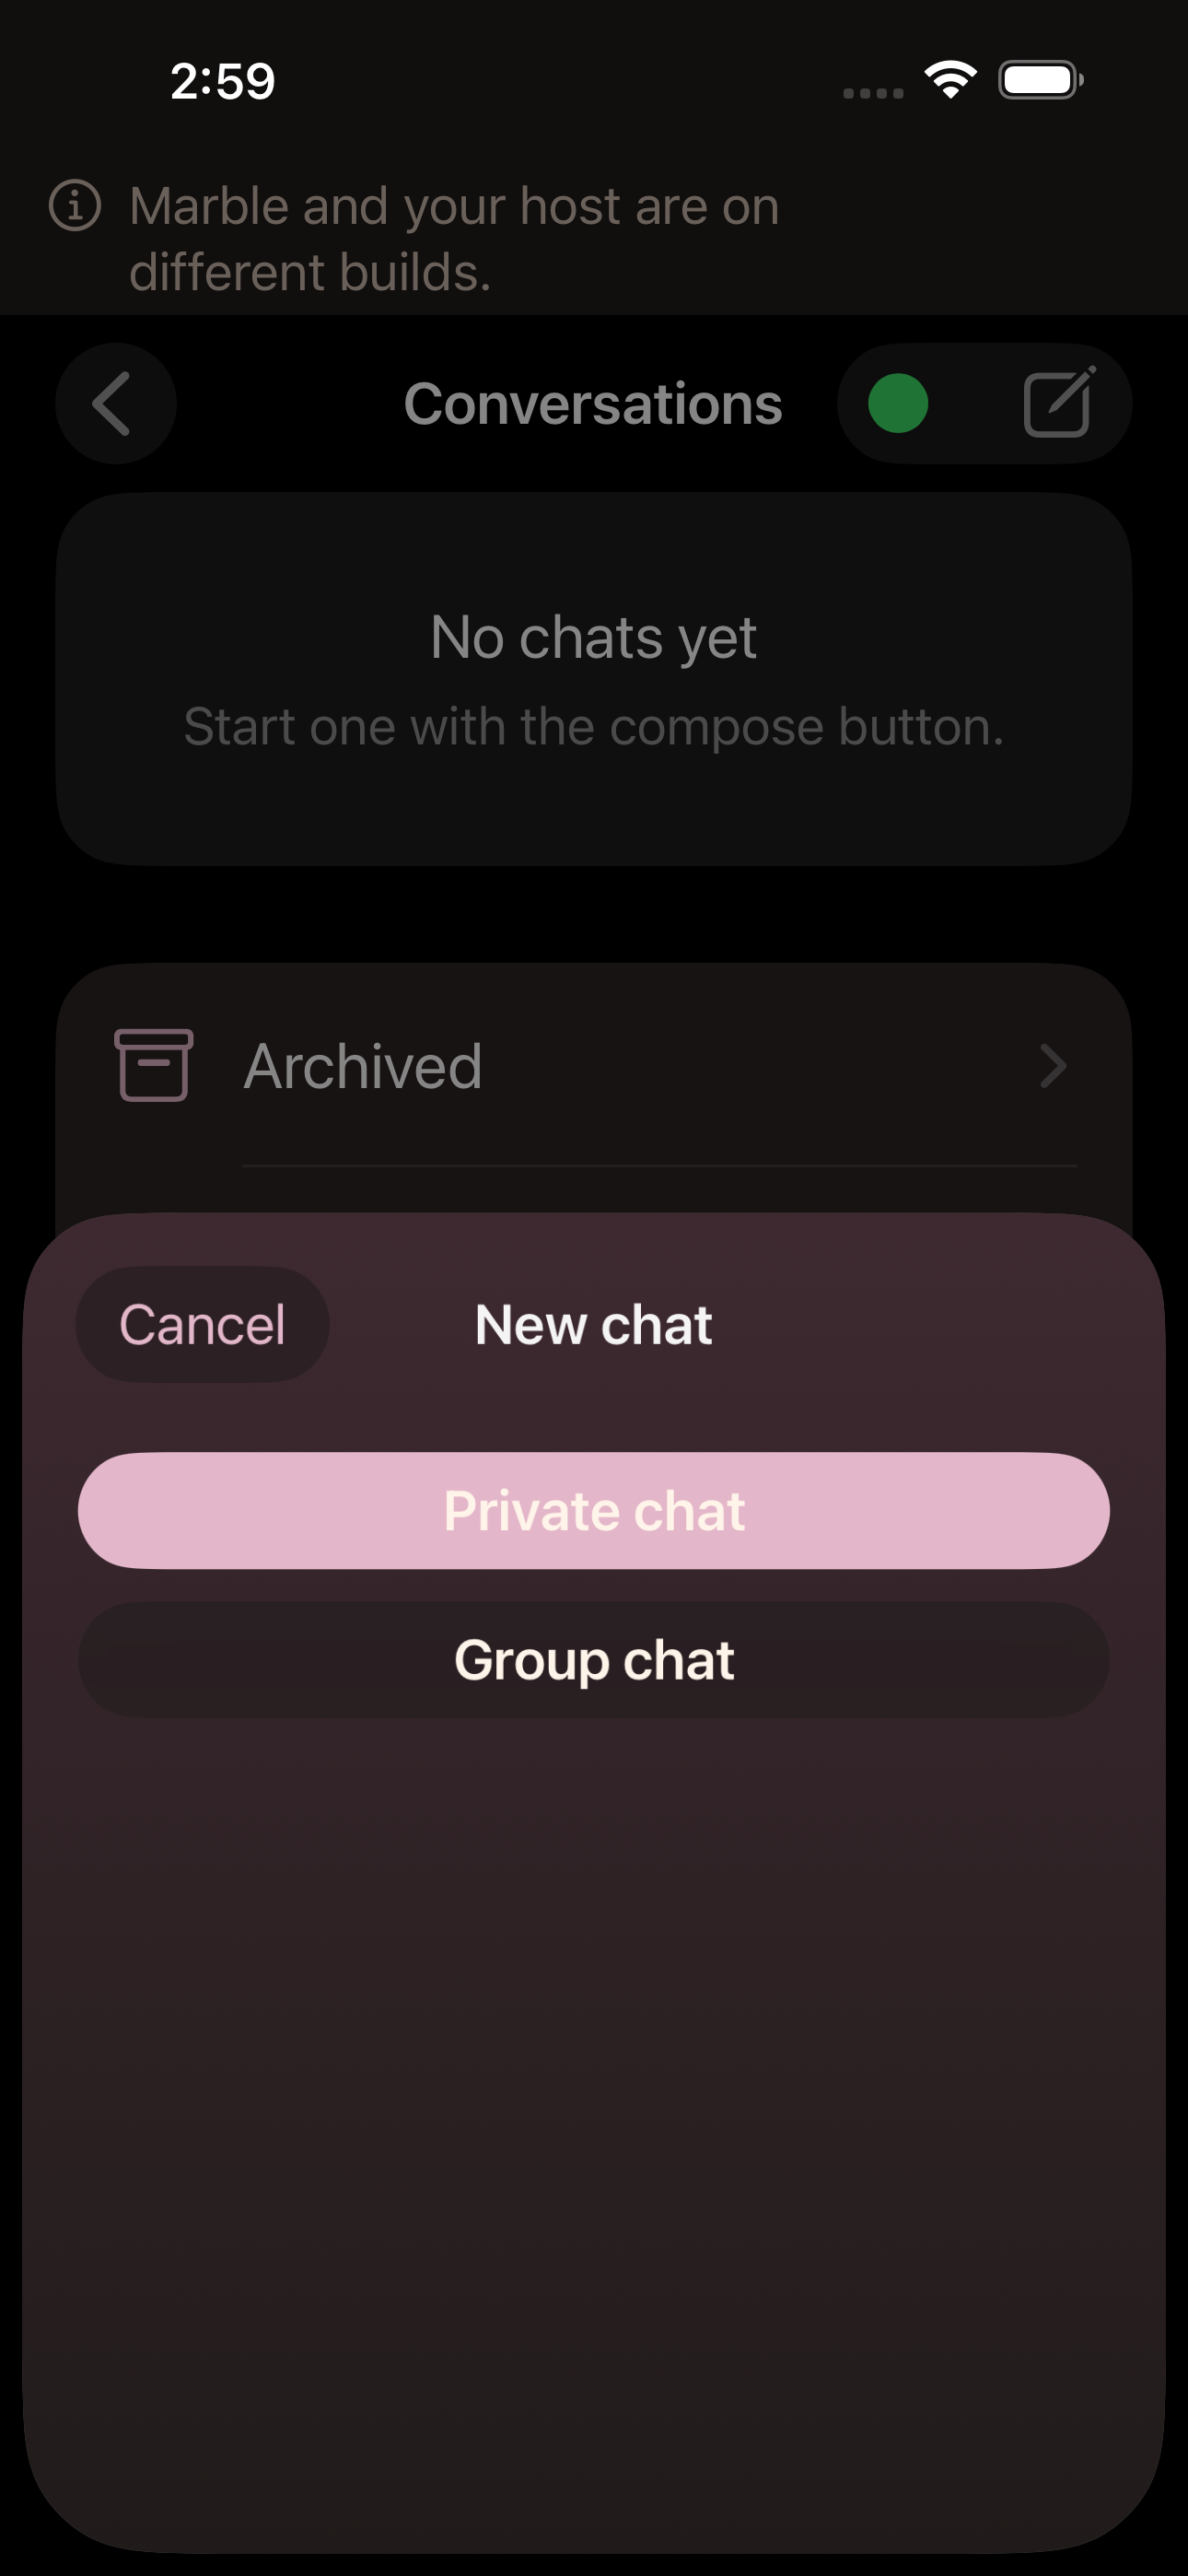 2:59
Marble and your host are on
different builds.
Conversations
No chats yet
Start one with the compose button.
Archived
Cancel
New chat
Private chat
Group chat